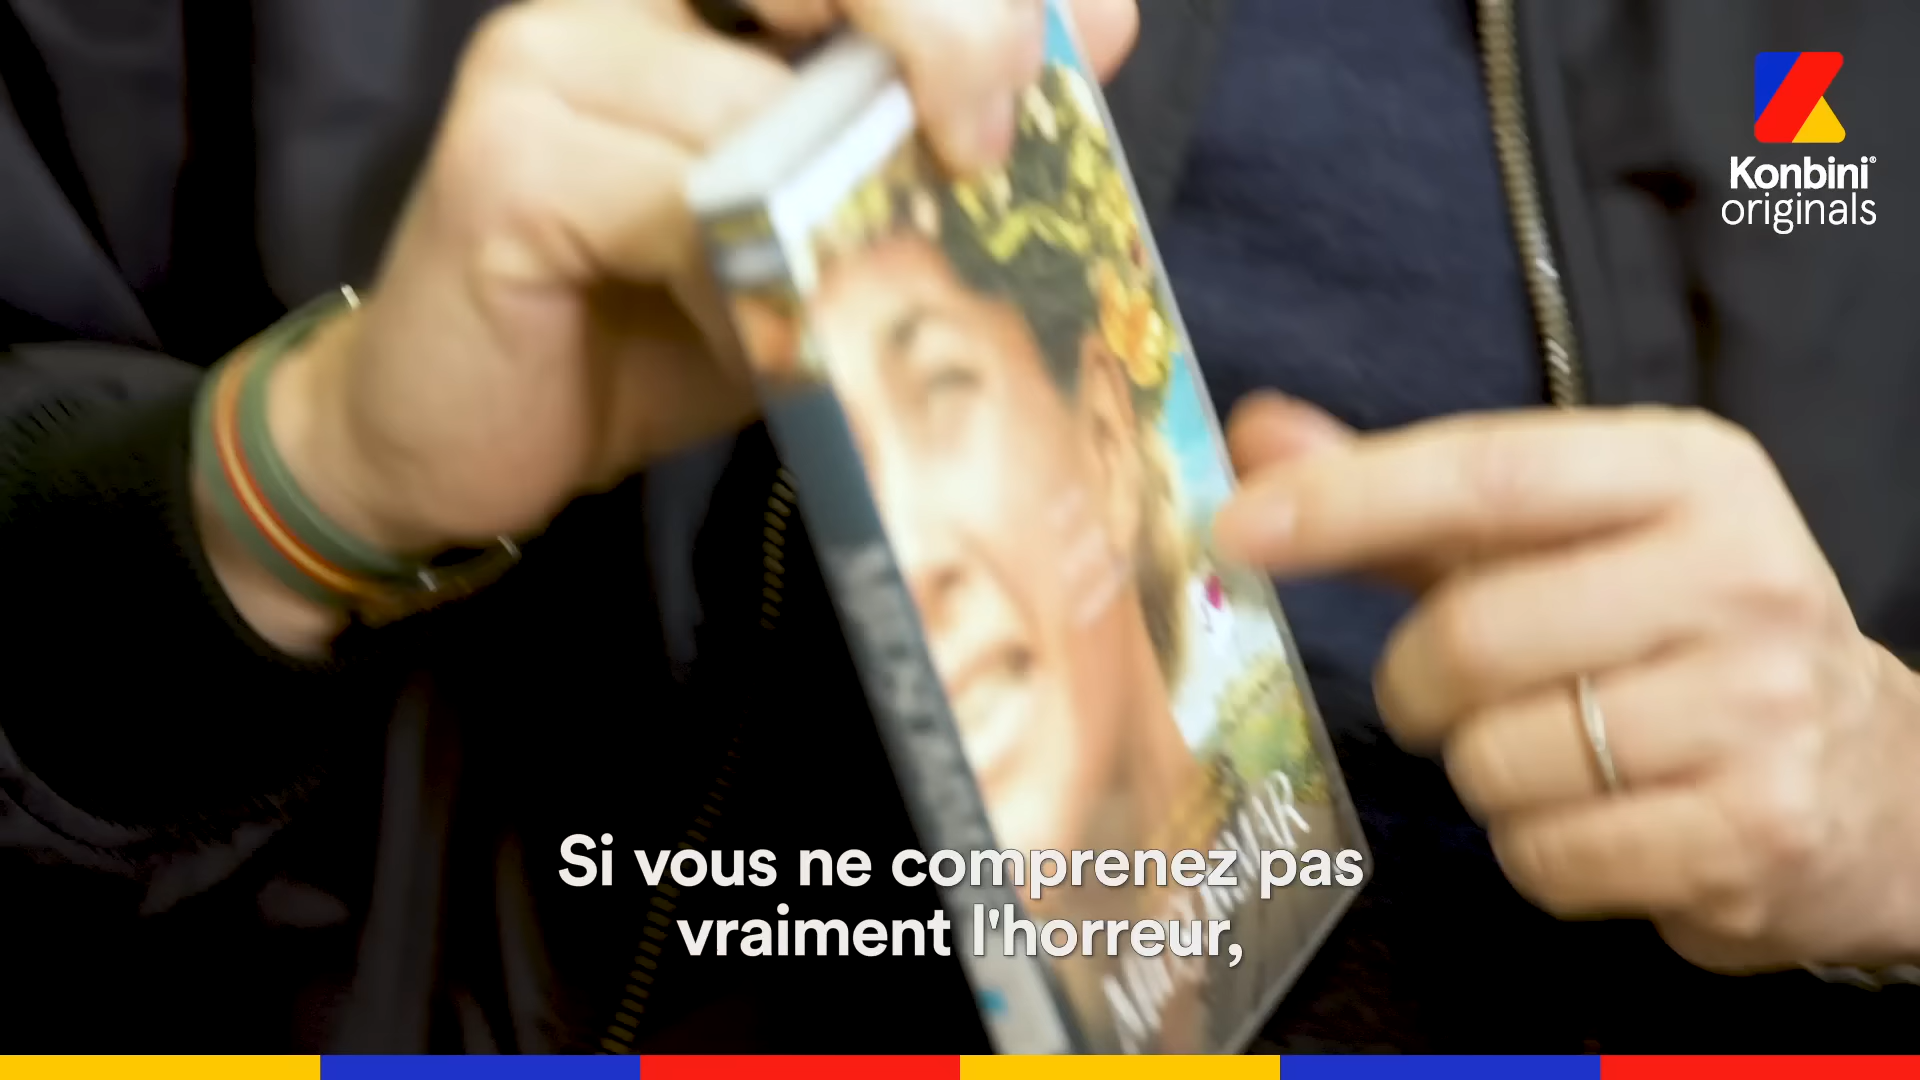 Konbini®
originals
Si vous ne comprenez pas
vraiment l'horreur,